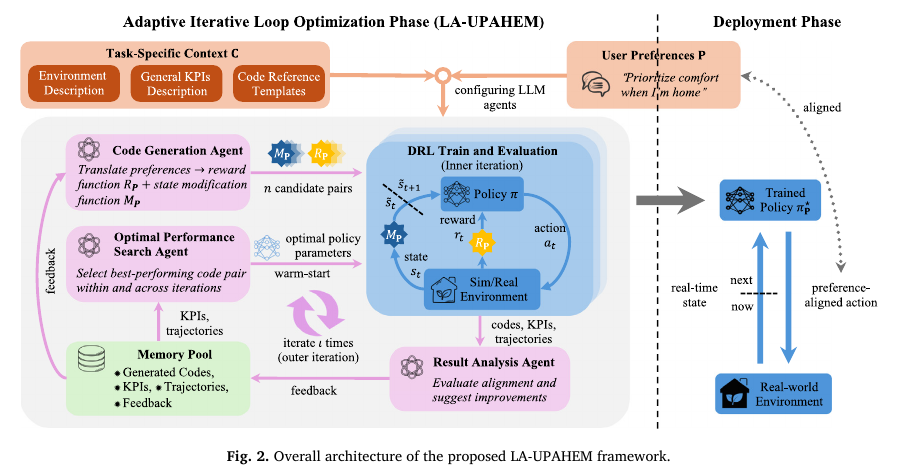 Adaptive Iterative Loop Optimization Phase (LA-UPAHEM)
Deployment Phase
Task-Specific Context C
Environment
Description
General KPIs
Description
Code Reference
Templates
configuring LLM
agents
User Preferences P
"Prioritize comfort
when I'm home"
aligned
Code Generation Agent
Translate preferences → reward
function R_P + state modification
function M_P
M_P
R_P
n candidate pairs
DRL Train and Evaluation
(Inner iteration)
s̃_t+1
s̃_t
Policy π
reward
r_t
action
a_t
M_P
R_P
state
s_t
Sim/Real
Environment
Optimal Performance
Search Agent
Select best-performing code pair
within and across iterations
optimal policy
parameters
warm-start
feedback
KPIs,
trajectories
iterate ι times
(outer iteration)
codes, KPIs,
trajectories
Memory Pool
✷ Generated Codes,
✷ KPIs, ✷ Trajectories,
✷ Feedback
feedback
Result Analysis Agent
Evaluate alignment and
suggest improvements
Trained
Policy π*_P
real-time
state
next
now
preference-
aligned action
Real-world
Environment
Fig. 2. Overall architecture of the proposed LA-UPAHEM framework.